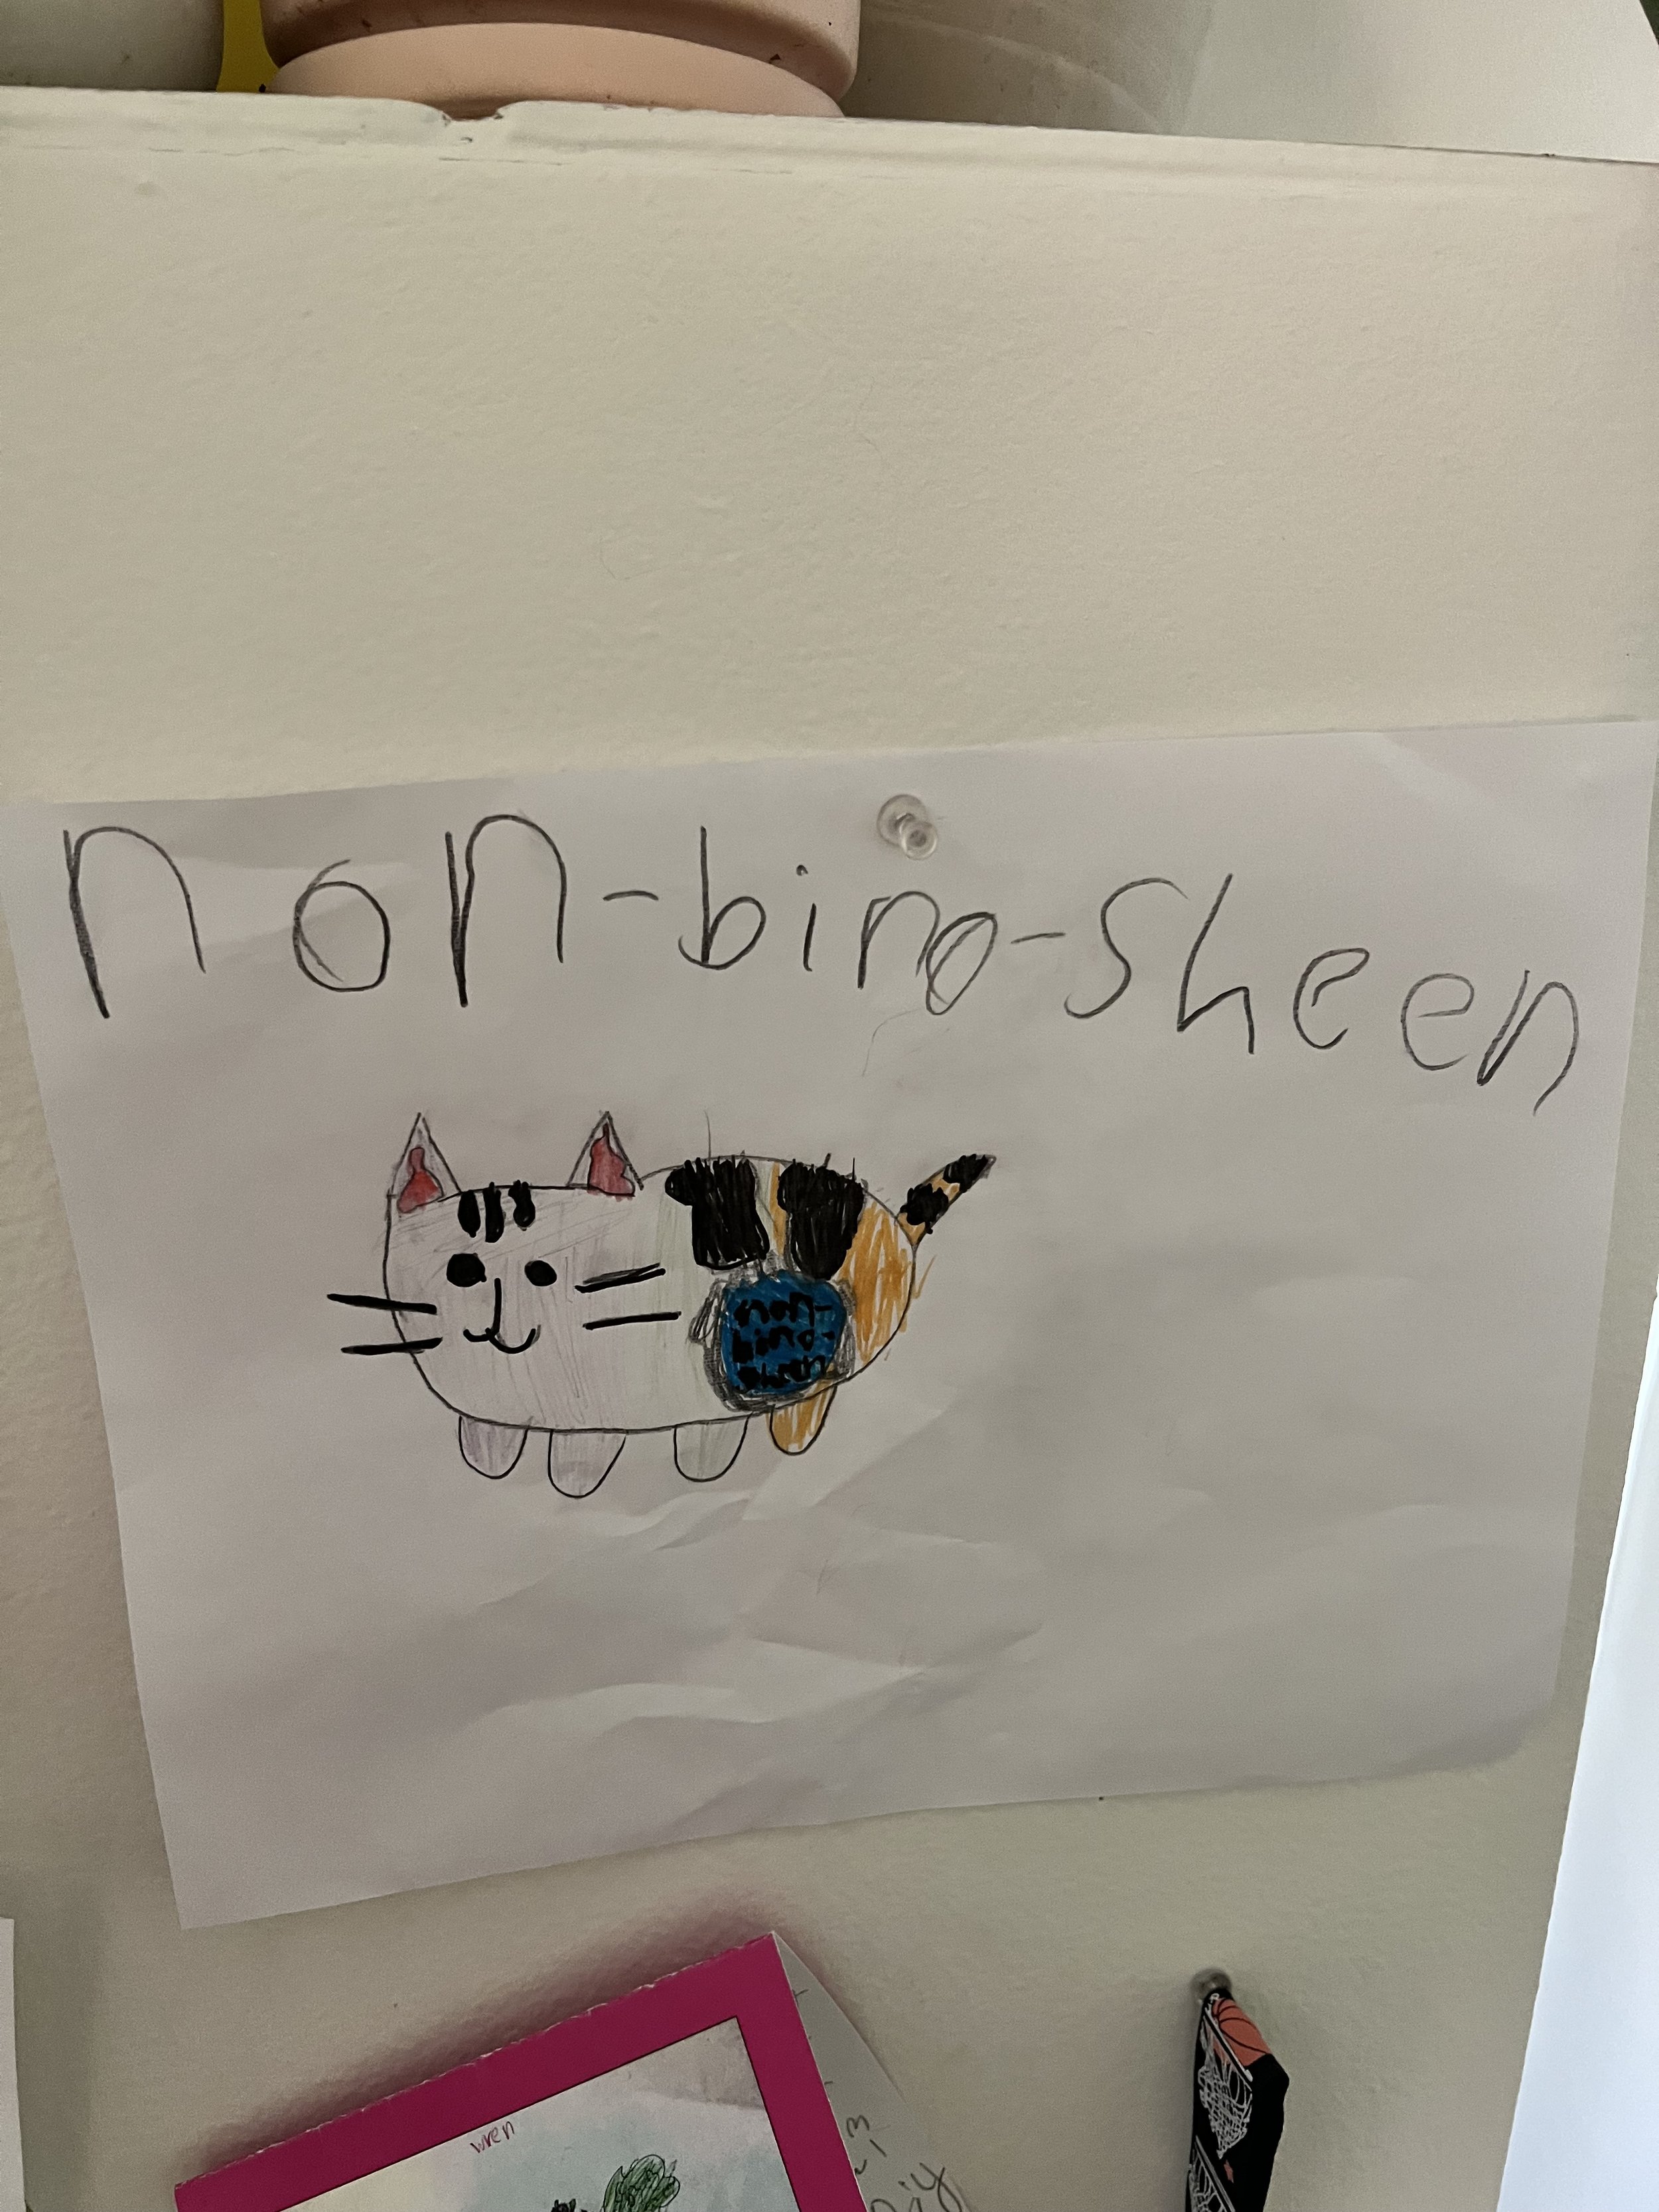 non-bino-sheen
non-
bino-
sheen
wren